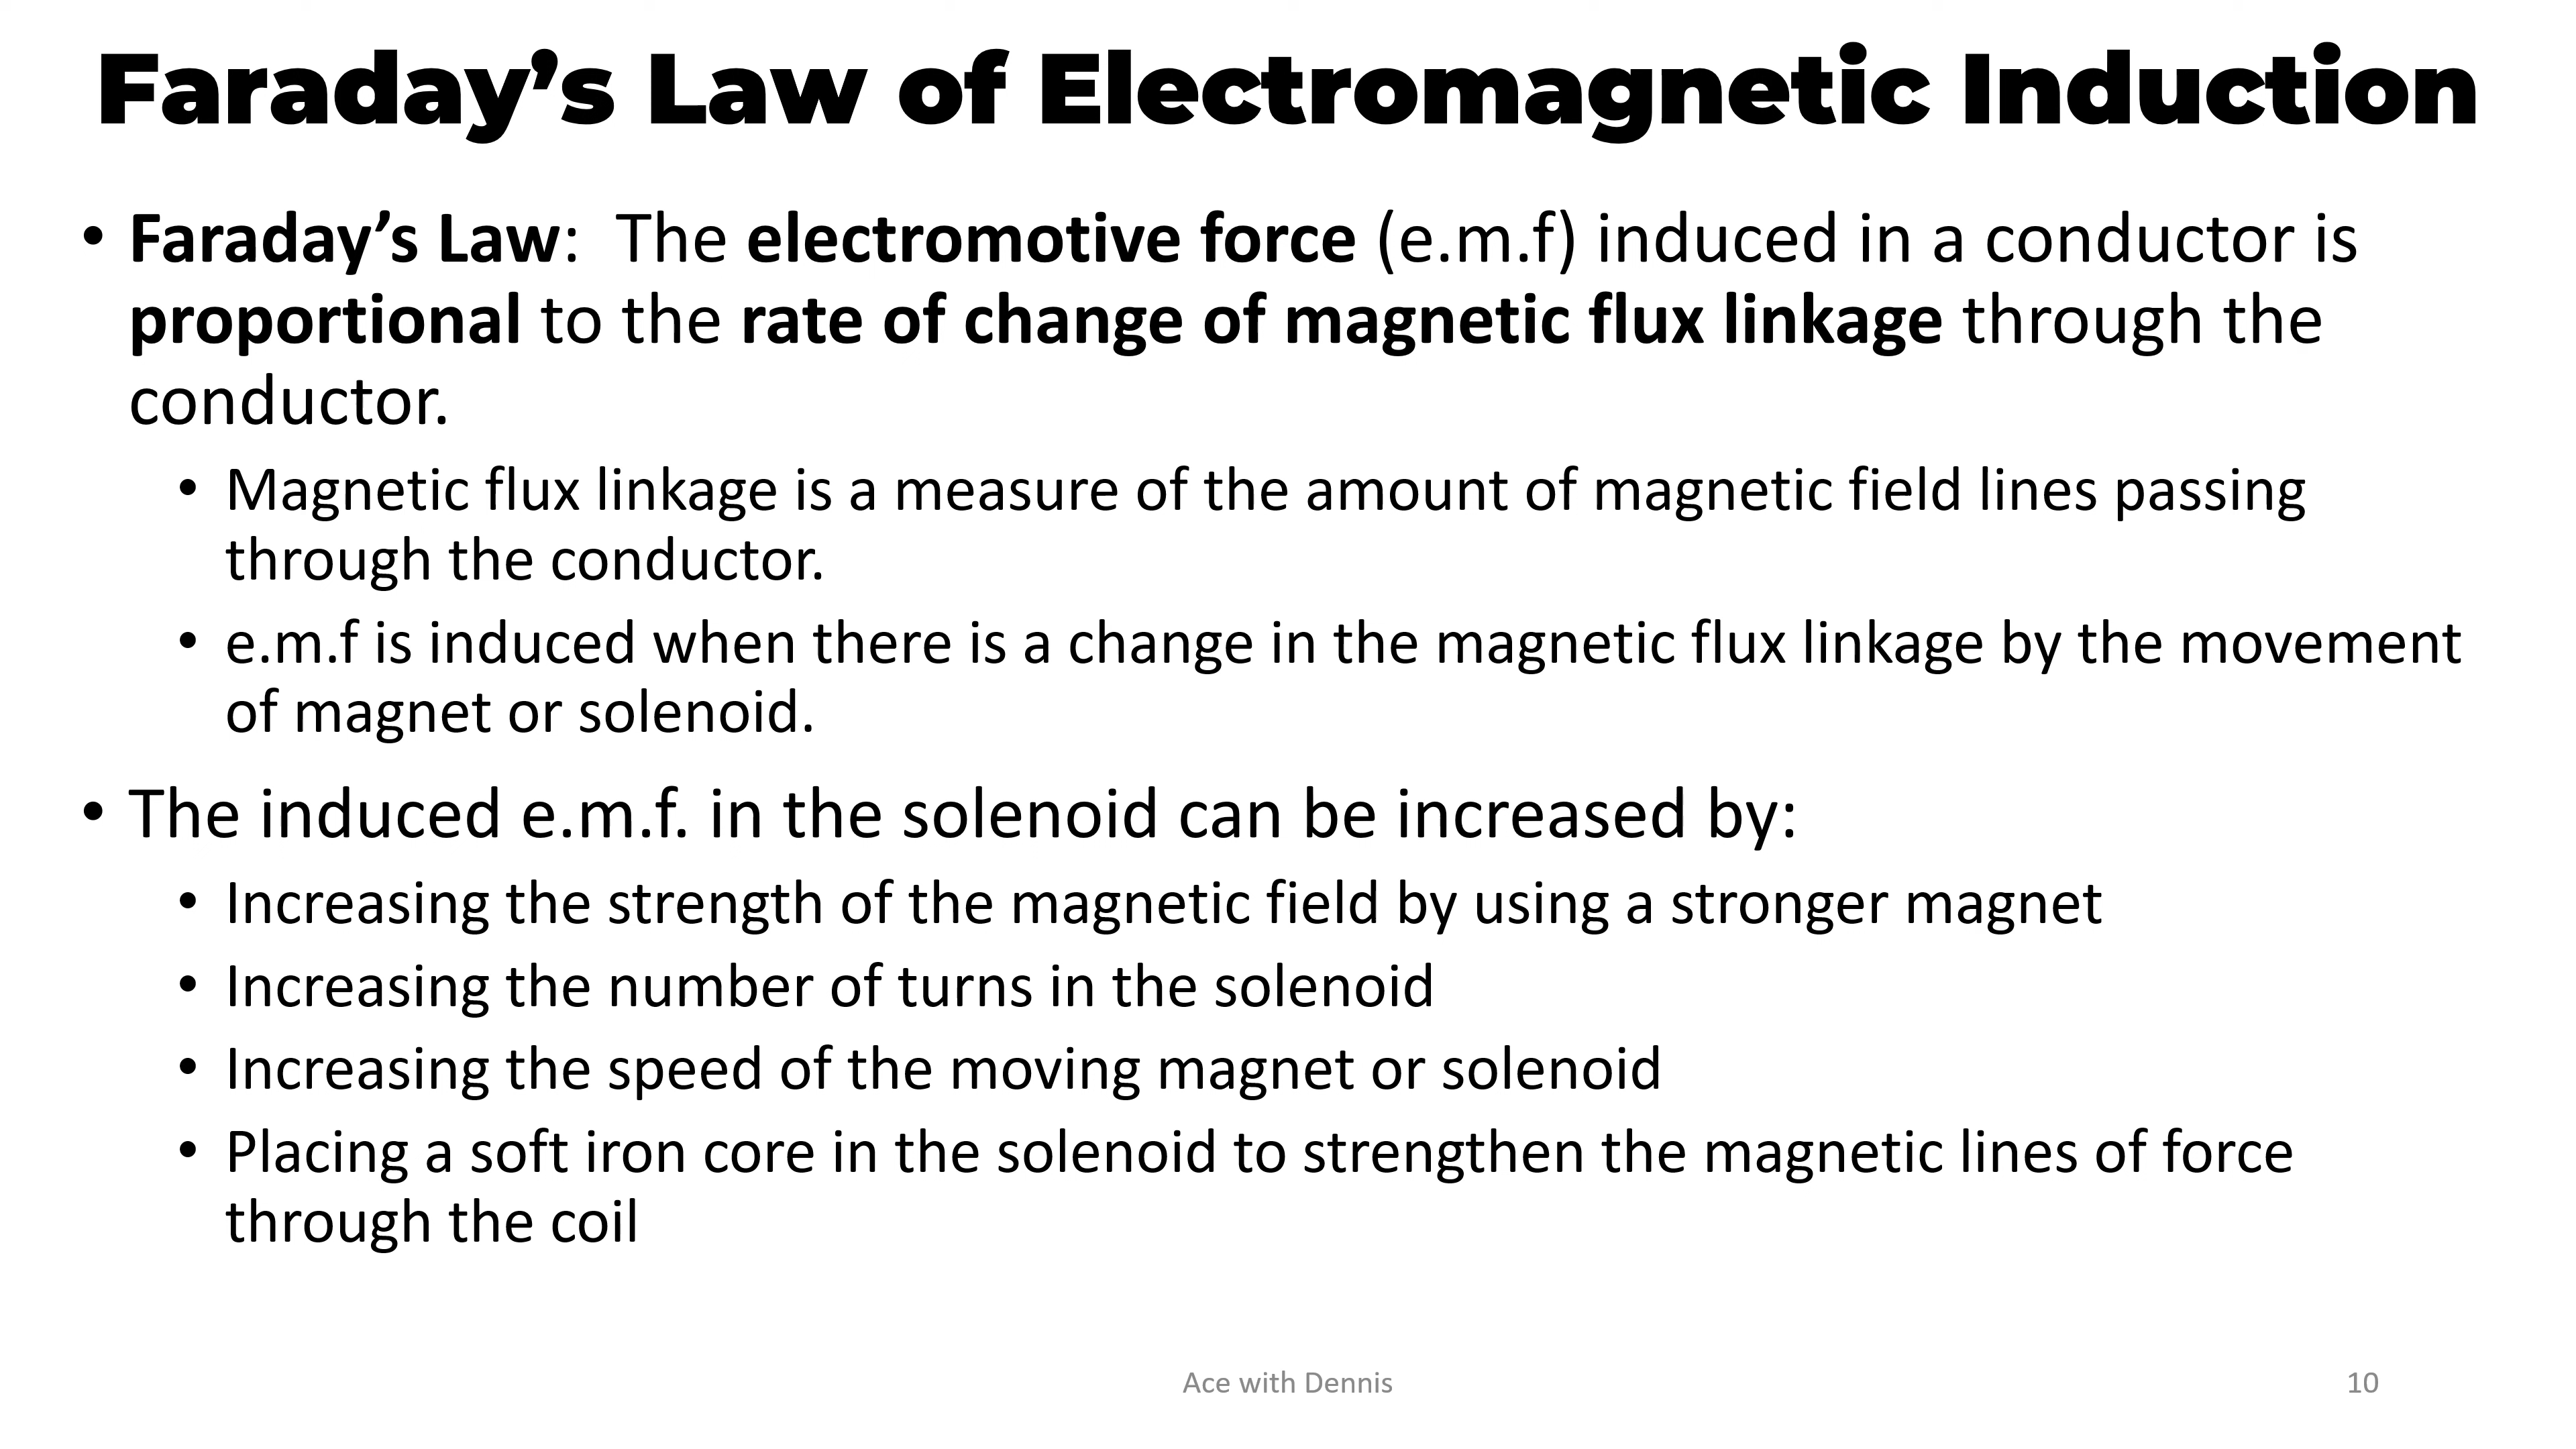 Faraday’s Law of Electromagnetic Induction
• Faraday’s Law:  The electromotive force (e.m.f) induced in a conductor is
proportional to the rate of change of magnetic flux linkage through the
conductor.
• Magnetic flux linkage is a measure of the amount of magnetic field lines passing
through the conductor.
• e.m.f is induced when there is a change in the magnetic flux linkage by the movement
of magnet or solenoid.
• The induced e.m.f. in the solenoid can be increased by:
• Increasing the strength of the magnetic field by using a stronger magnet
• Increasing the number of turns in the solenoid
• Increasing the speed of the moving magnet or solenoid
• Placing a soft iron core in the solenoid to strengthen the magnetic lines of force
through the coil
Ace with Dennis
10